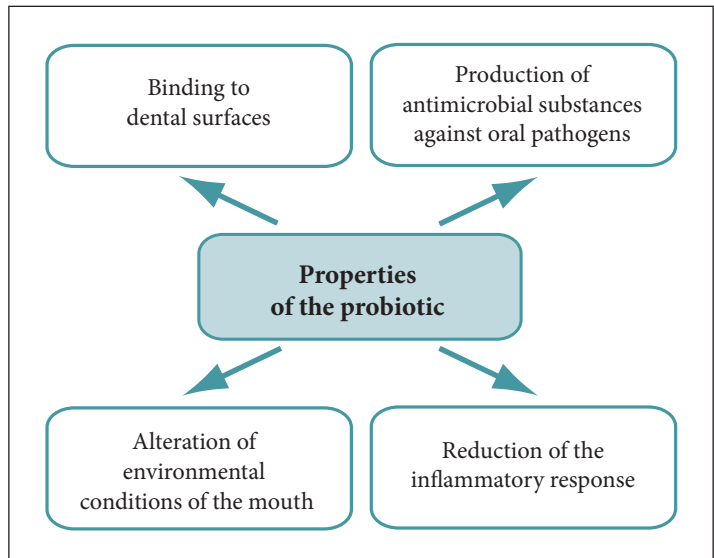 Binding to
dental surfaces
Production of
antimicrobial substances
against oral pathogens
Properties
of the probiotic
Alteration of
environmental
conditions of the mouth
Reduction of the
inflammatory response